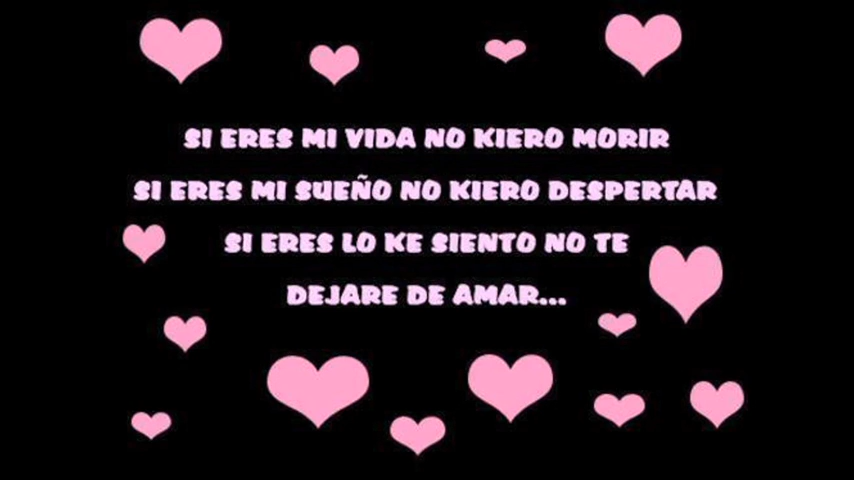 SI ERES MI VIDA NO KIERO MORIR
SI ERES MI SUEÑO NO KIERO DESPERTAR
SI ERES LO KE SIENTO NO TE
DEJARE DE AMAR...